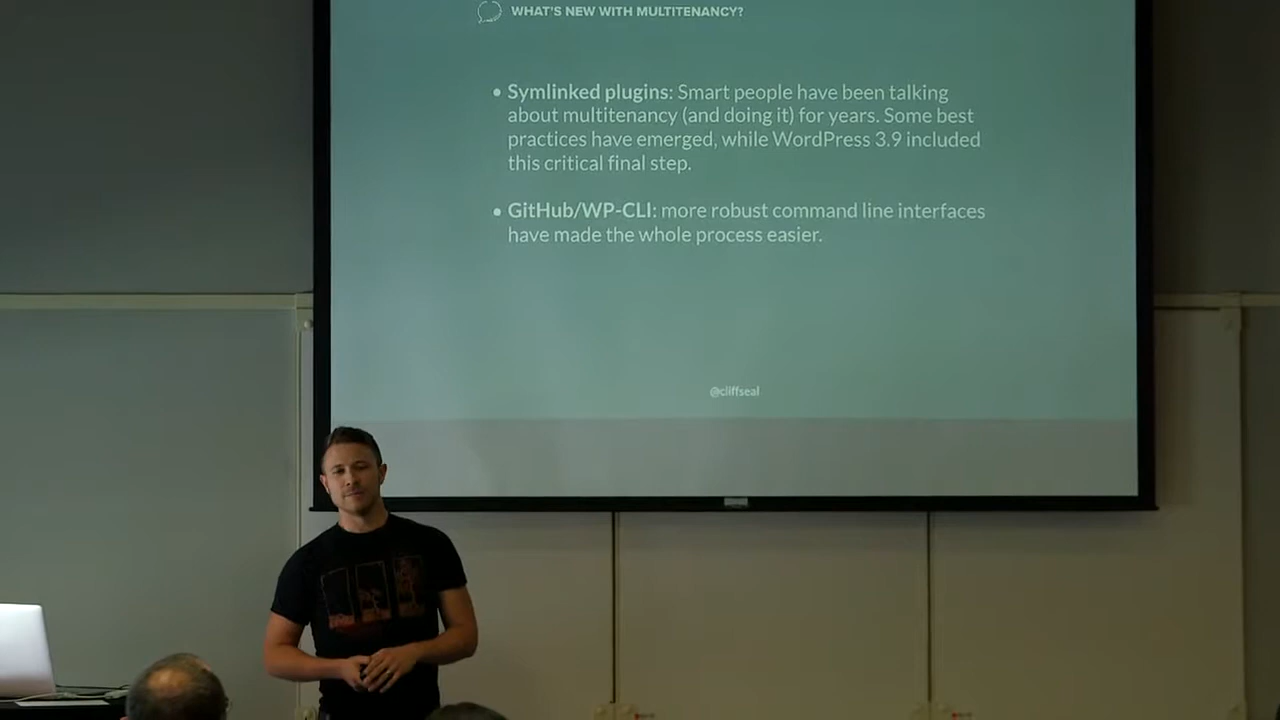 WHAT'S NEW WITH MULTITENANCY?
• Symlinked plugins: Smart people have been talking
about multitenancy (and doing it) for years. Some best
practices have emerged, while WordPress 3.9 included
this critical final step.
• GitHub/WP-CLI: more robust command line interfaces
have made the whole process easier.
@cliffseal